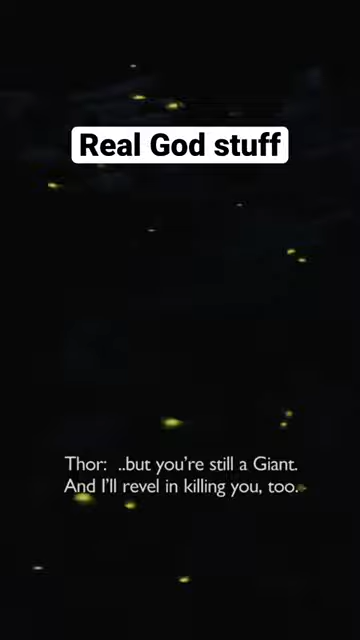 Real God stuff
Thor:  ..but you're still a Giant.
And I'll revel in killing you, too.